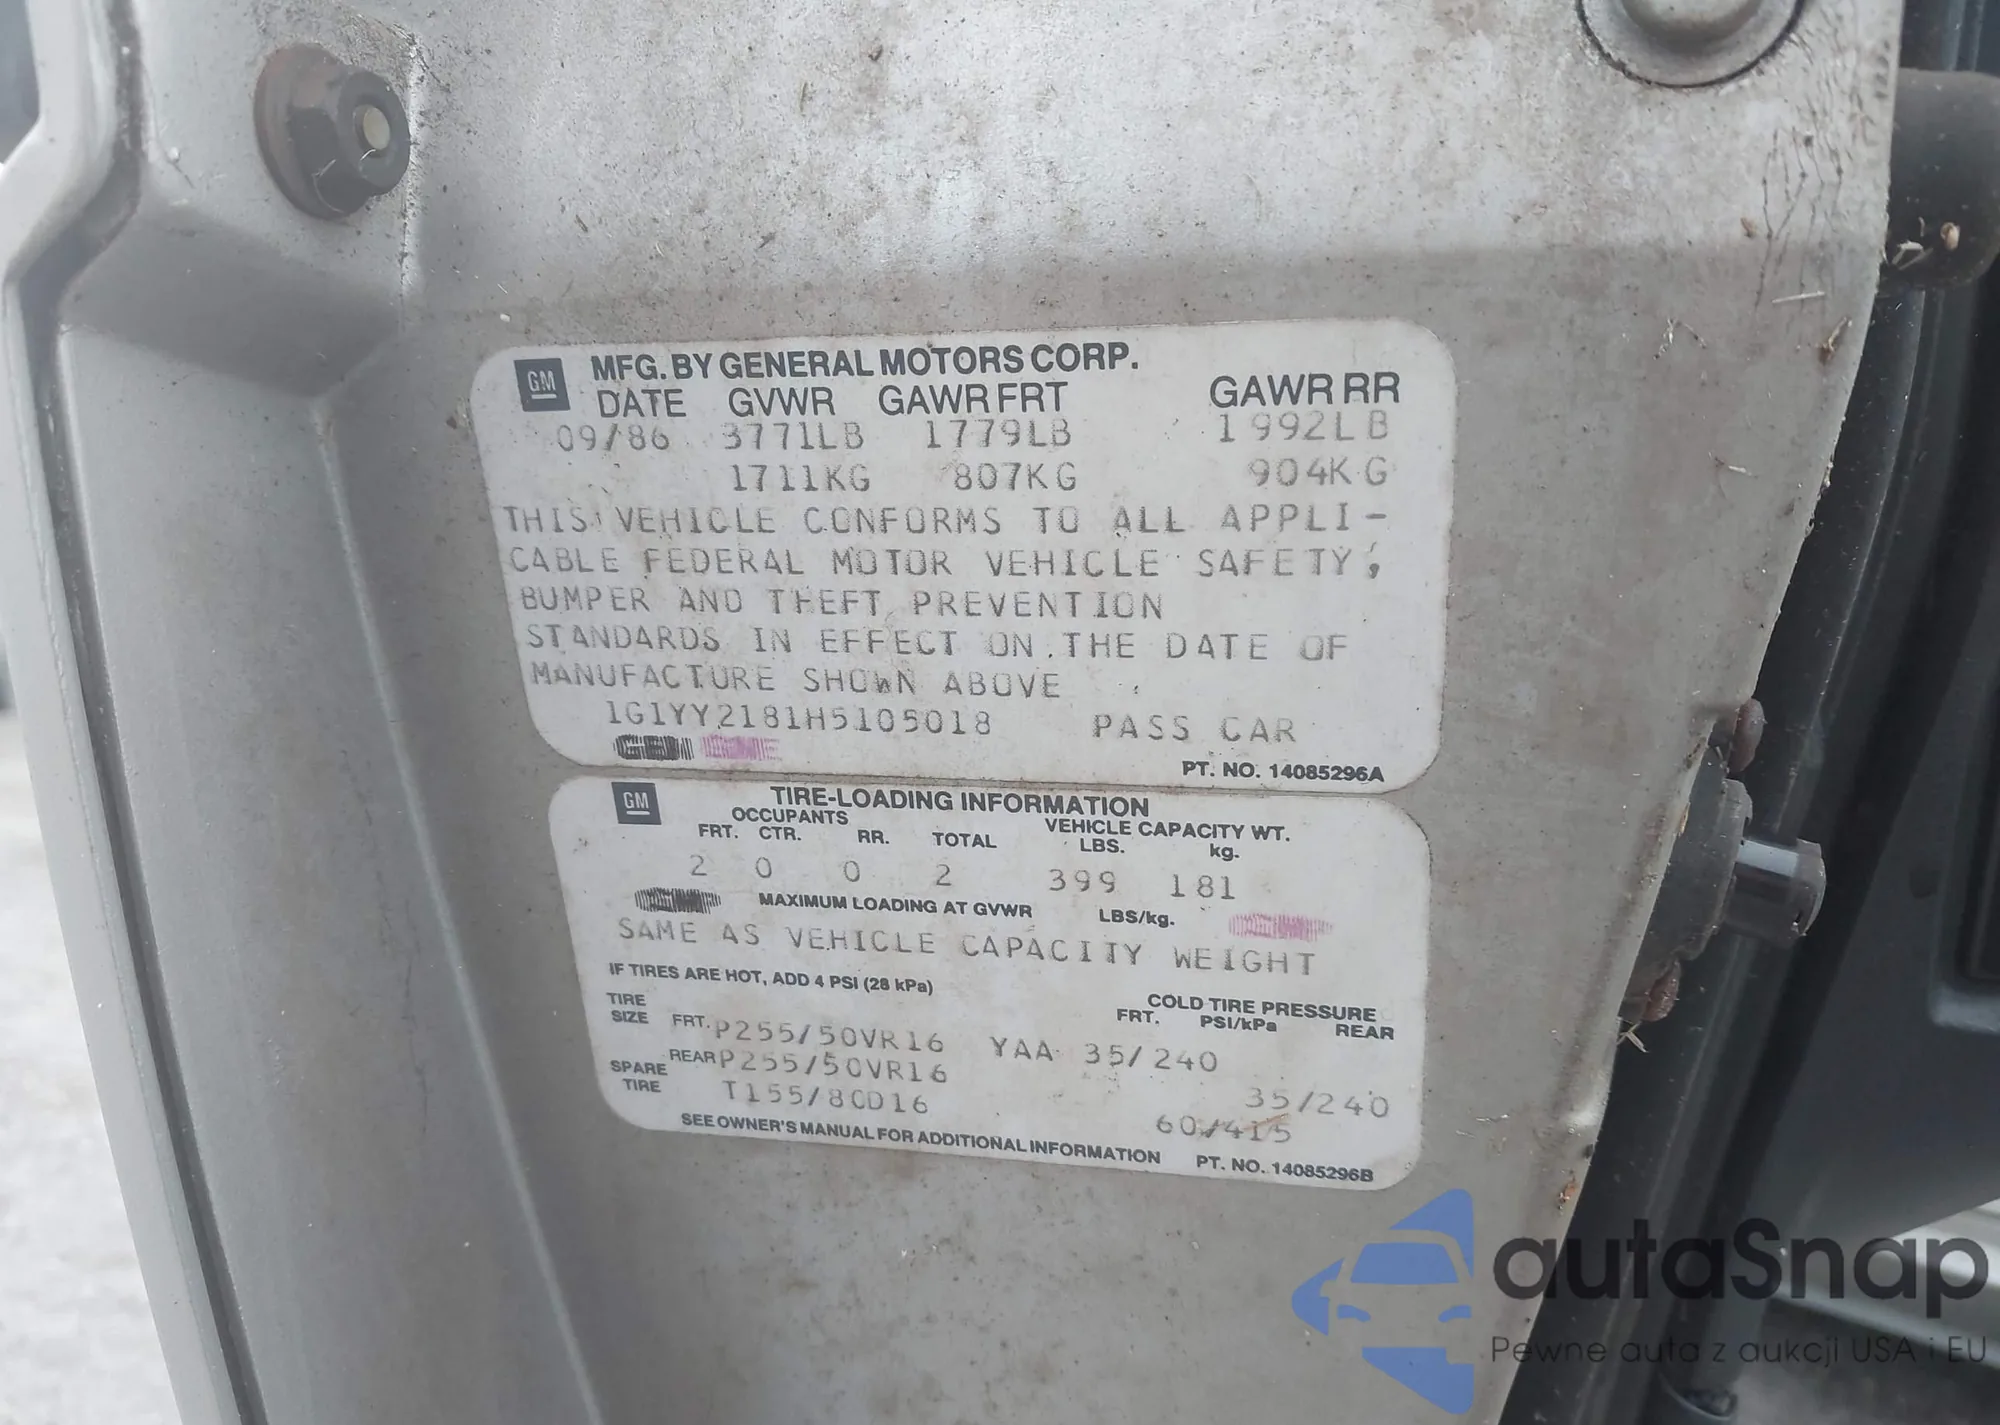 GM MFG. BY GENERAL MOTORS CORP.
DATE GVWR GAWR FRT GAWR RR
09/86 3771LB 1779LB 1992LB
1711KG 807KG 904KG
THIS VEHICLE CONFORMS TO ALL APPLI-
CABLE FEDERAL MOTOR VEHICLE SAFETY,
BUMPER AND THEFT PREVENTION
STANDARDS IN EFFECT ON THE DATE OF
MANUFACTURE SHOWN ABOVE
1G1YY2181H5105018 PASS CAR
PT. NO. 14085296A
GM TIRE-LOADING INFORMATION
OCCUPANTS VEHICLE CAPACITY WT.
FRT. CTR. RR. TOTAL LBS. kg.
2 0 0 2 399 181
MAXIMUM LOADING AT GVWR LBS/kg.
SAME AS VEHICLE CAPACITY WEIGHT
IF TIRES ARE HOT, ADD 4 PSI (28 kPa)
TIRE SIZE COLD TIRE PRESSURE
FRT. PSI/kPa REAR
FRT. P255/50VR16 YAA 35/240
REAR P255/50VR16 35/240
SPARE TIRE T155/80D16 60/415
SEE OWNER'S MANUAL FOR ADDITIONAL INFORMATION PT. NO. 14085296B
autaSnap
Pewne auta z aukcji USA i EU